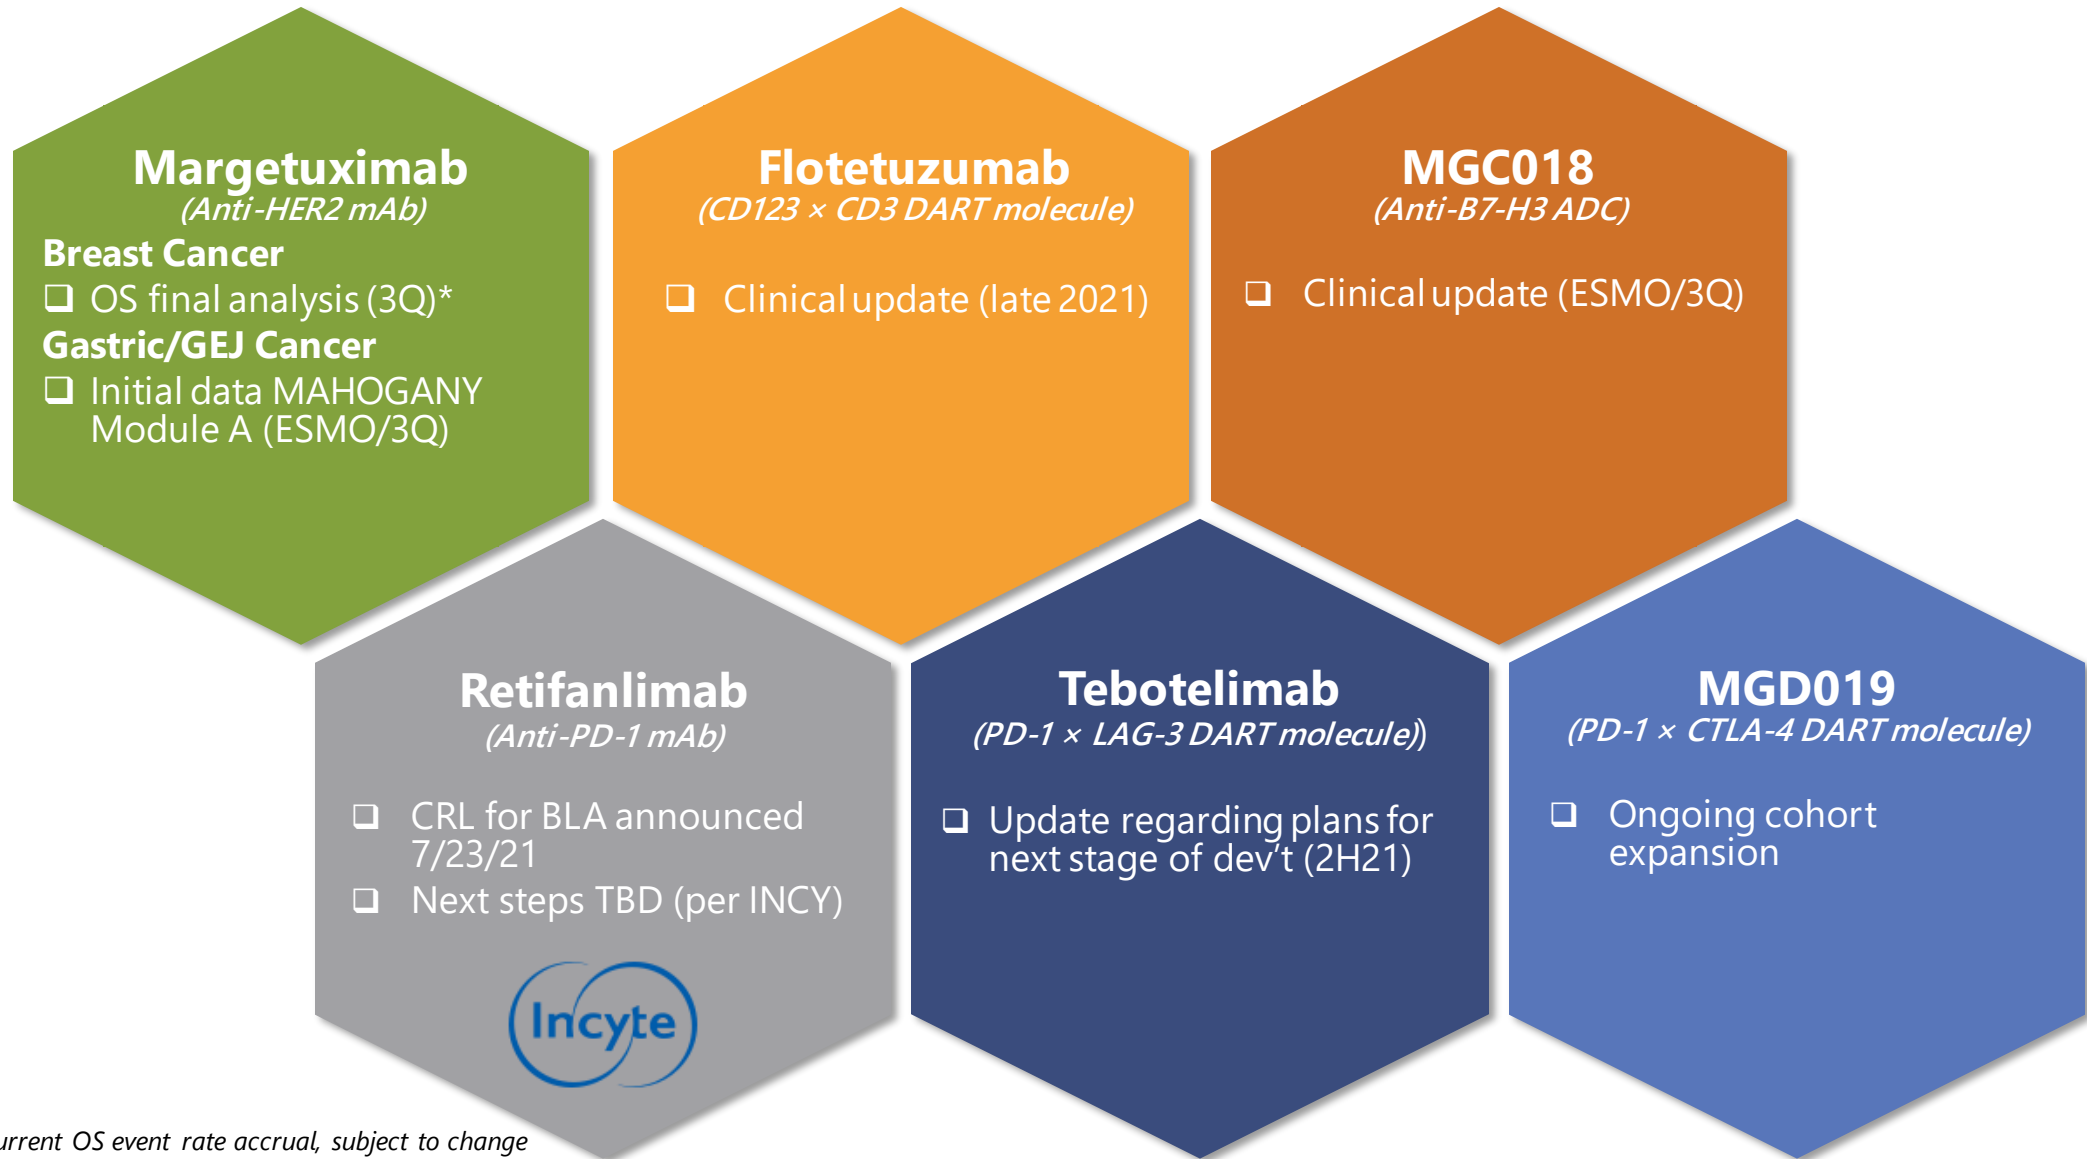 Margetuximab
(Anti-HER2 mAb)
Breast Cancer
❑ OS final analysis (3Q)*
Gastric/GEJ Cancer
❑ Initial data MAHOGANY
Module A (ESMO/3Q)
Flotetuzumab
(CD123 × CD3 DART molecule)
❑ Clinical update (late 2021)
MGC018
(Anti-B7-H3 ADC)
❑ Clinical update (ESMO/3Q)
Retifanlimab
(Anti-PD-1 mAb)
❑ CRL for BLA announced
7/23/21
❑ Next steps TBD (per INCY)
Incyte
Tebotelimab
(PD-1 × LAG-3 DART molecule))
❑ Update regarding plans for
next stage of dev't (2H21)
MGD019
(PD-1 × CTLA-4 DART molecule)
❑ Ongoing cohort
expansion
OS event rate accrual, subject to change